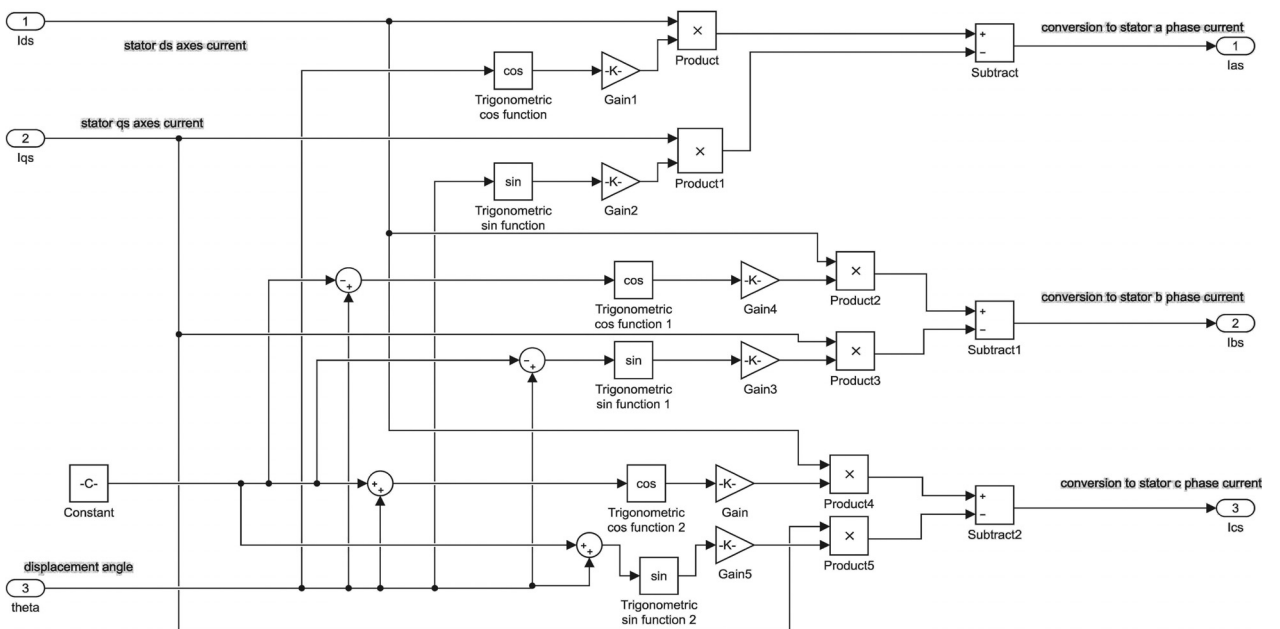 1
Ids
stator ds axes current
×
Product
cos
Trigonometric
cos function
-K-
Gain1
+
−
Subtract
conversion to stator a phase current
1
Ias
2
Iqs
stator qs axes current
×
Product1
sin
Trigonometric
sin function
-K-
Gain2
−
+
cos
Trigonometric
cos function 1
-K-
Gain4
×
Product2
+
−
Subtract1
conversion to stator b phase current
2
Ibs
−
+
sin
Trigonometric
sin function 1
-K-
Gain3
×
Product3
-C-
Constant
+
+
cos
Trigonometric
cos function 2
-K-
Gain
×
Product4
+
−
Subtract2
conversion to stator c phase current
3
Ics
+
+
sin
Trigonometric
sin function 2
-K-
Gain5
×
Product5
displacement angle
3
theta